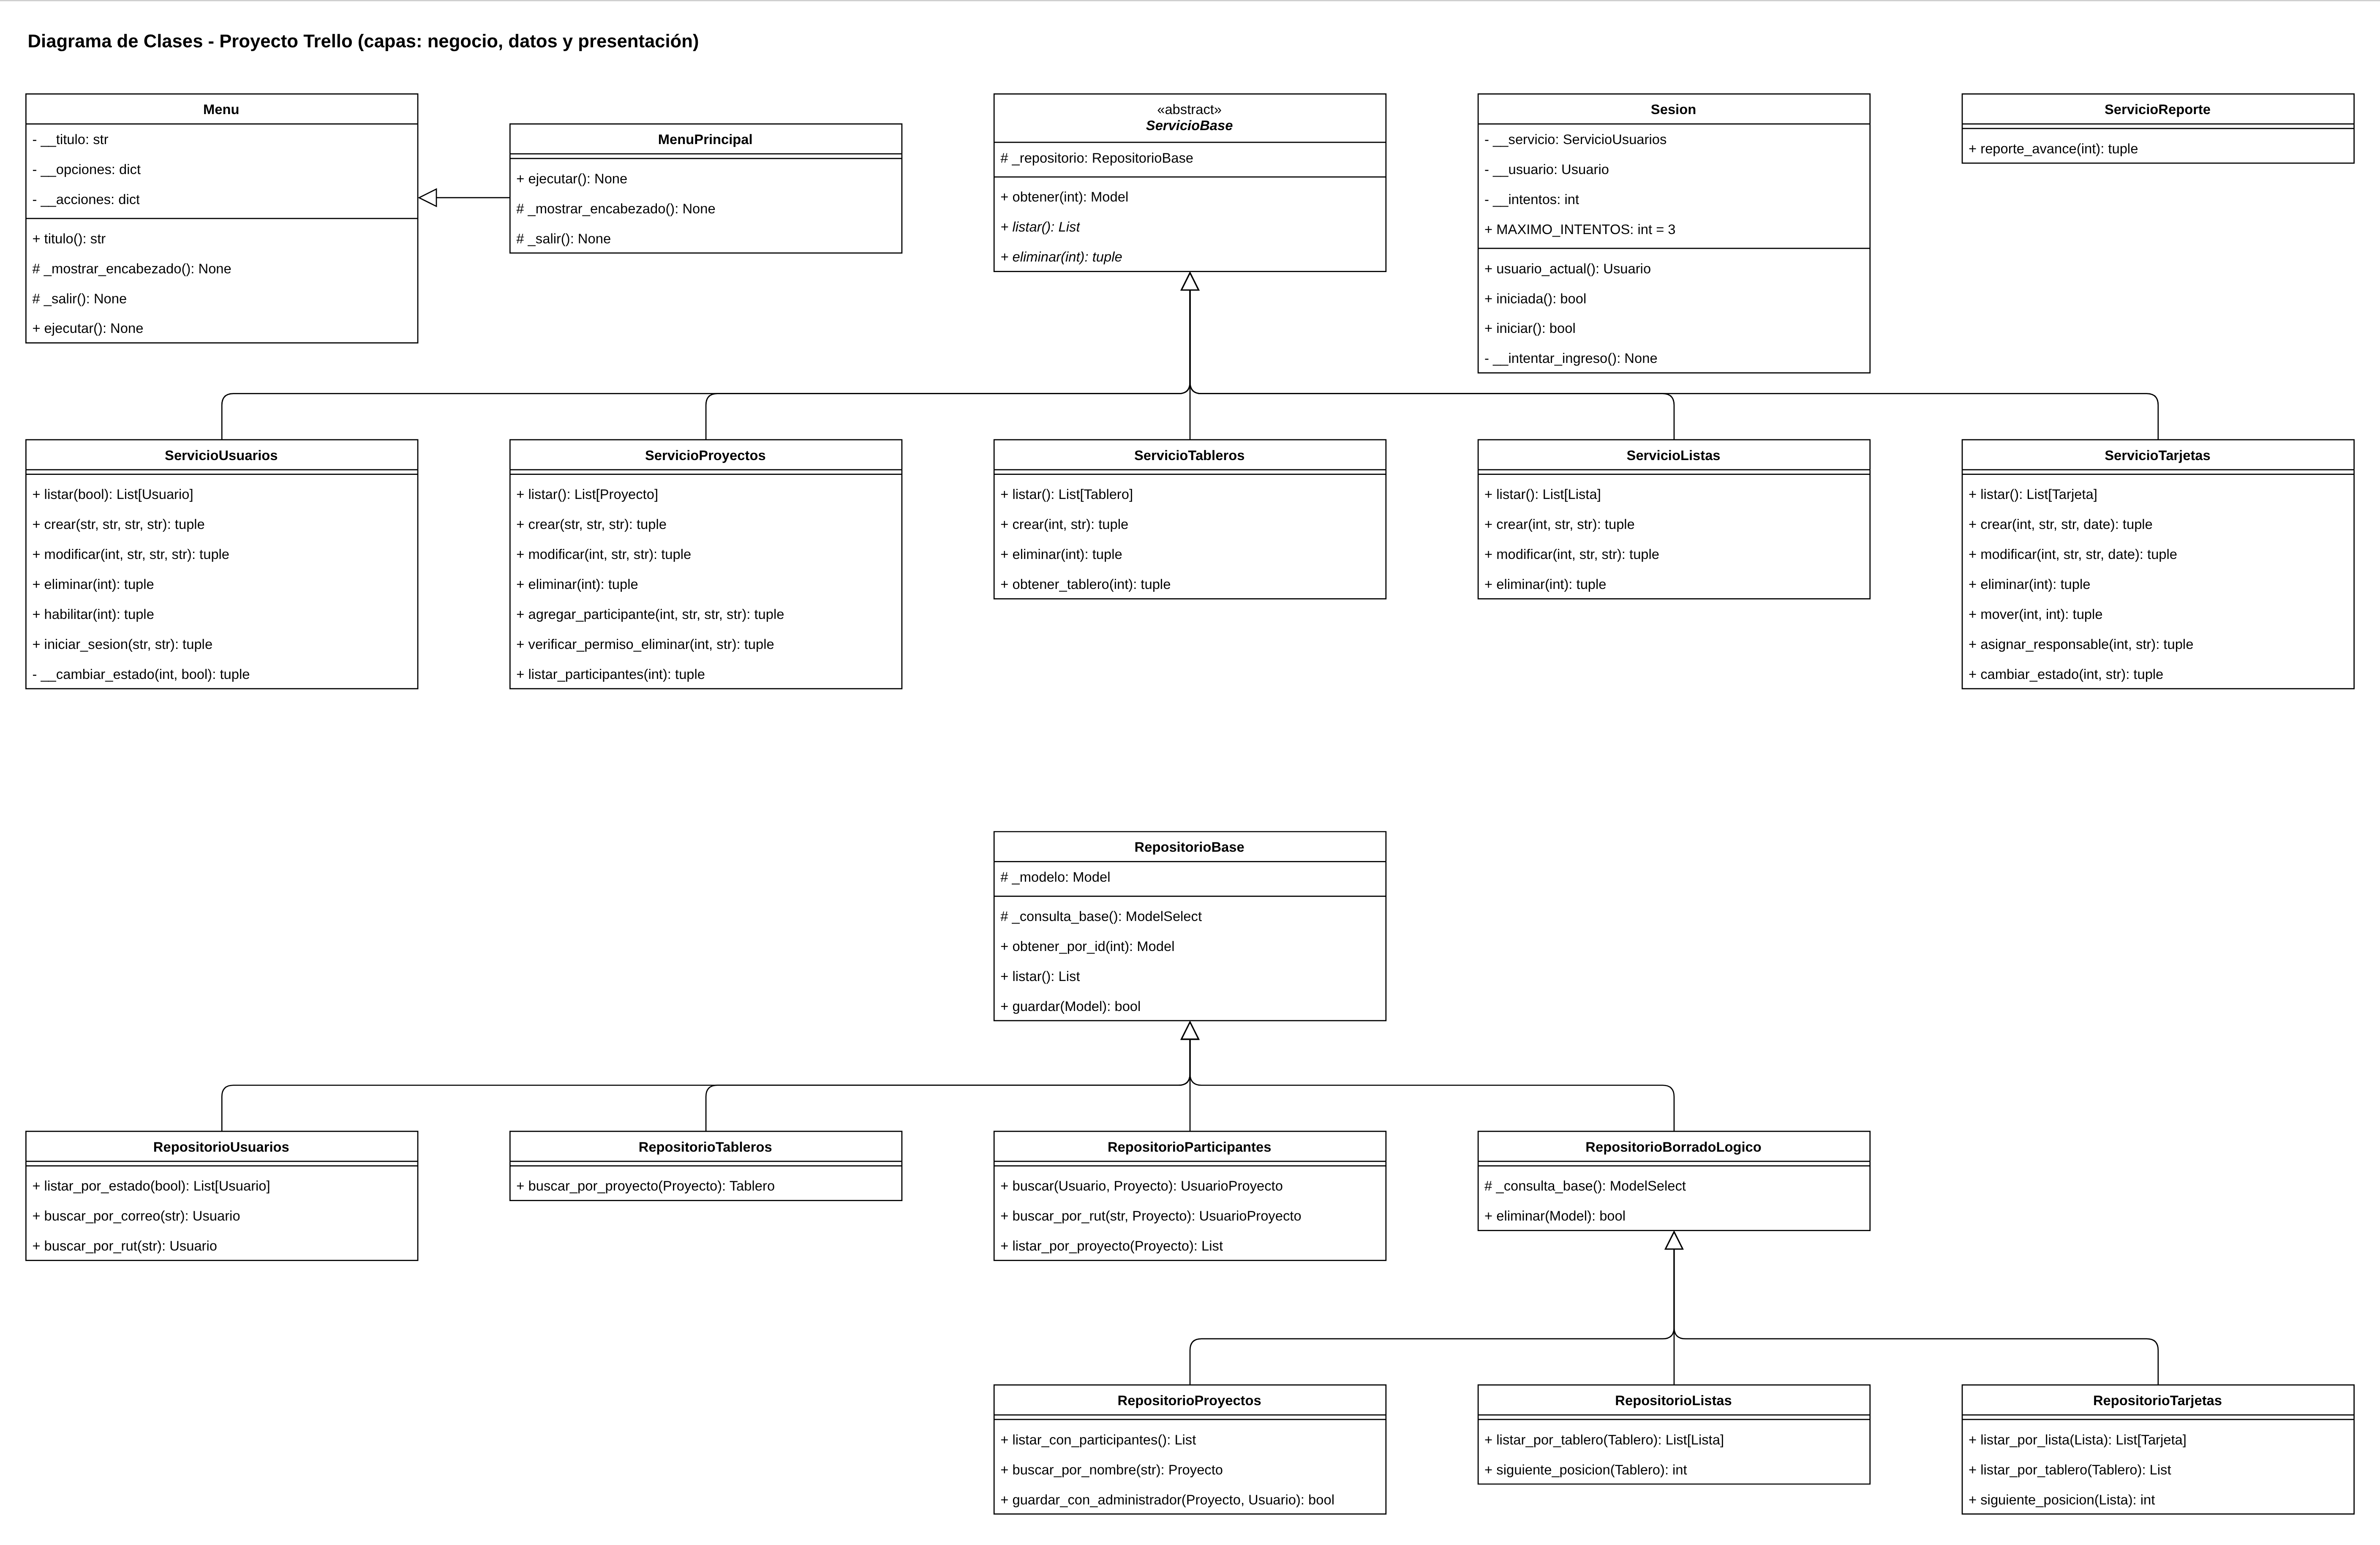 Diagrama de Clases - Proyecto Trello (capas: negocio, datos y presentación)
Menu
- __titulo: str
- __opciones: dict
- __acciones: dict
+ titulo(): str
# _mostrar_encabezado(): None
# _salir(): None
+ ejecutar(): None
MenuPrincipal
+ ejecutar(): None
# _mostrar_encabezado(): None
# _salir(): None
«abstract»
ServicioBase
# _repositorio: RepositorioBase
+ obtener(int): Model
+ listar(): List
+ eliminar(int): tuple
Sesion
- __servicio: ServicioUsuarios
- __usuario: Usuario
- __intentos: int
+ MAXIMO_INTENTOS: int = 3
+ usuario_actual(): Usuario
+ iniciada(): bool
+ iniciar(): bool
- __intentar_ingreso(): None
ServicioReporte
+ reporte_avance(int): tuple
ServicioUsuarios
+ listar(bool): List[Usuario]
+ crear(str, str, str, str): tuple
+ modificar(int, str, str, str): tuple
+ eliminar(int): tuple
+ habilitar(int): tuple
+ iniciar_sesion(str, str): tuple
- __cambiar_estado(int, bool): tuple
ServicioProyectos
+ listar(): List[Proyecto]
+ crear(str, str, str): tuple
+ modificar(int, str, str): tuple
+ eliminar(int): tuple
+ agregar_participante(int, str, str, str): tuple
+ verificar_permiso_eliminar(int, str): tuple
+ listar_participantes(int): tuple
ServicioTableros
+ listar(): List[Tablero]
+ crear(int, str): tuple
+ eliminar(int): tuple
+ obtener_tablero(int): tuple
ServicioListas
+ listar(): List[Lista]
+ crear(int, str, str): tuple
+ modificar(int, str, str): tuple
+ eliminar(int): tuple
ServicioTarjetas
+ listar(): List[Tarjeta]
+ crear(int, str, str, date): tuple
+ modificar(int, str, str, date): tuple
+ eliminar(int): tuple
+ mover(int, int): tuple
+ asignar_responsable(int, str): tuple
+ cambiar_estado(int, str): tuple
RepositorioBase
# _modelo: Model
# _consulta_base(): ModelSelect
+ obtener_por_id(int): Model
+ listar(): List
+ guardar(Model): bool
RepositorioUsuarios
+ listar_por_estado(bool): List[Usuario]
+ buscar_por_correo(str): Usuario
+ buscar_por_rut(str): Usuario
RepositorioTableros
+ buscar_por_proyecto(Proyecto): Tablero
RepositorioParticipantes
+ buscar(Usuario, Proyecto): UsuarioProyecto
+ buscar_por_rut(str, Proyecto): UsuarioProyecto
+ listar_por_proyecto(Proyecto): List
RepositorioBorradoLogico
# _consulta_base(): ModelSelect
+ eliminar(Model): bool
RepositorioProyectos
+ listar_con_participantes(): List
+ buscar_por_nombre(str): Proyecto
+ guardar_con_administrador(Proyecto, Usuario): bool
RepositorioListas
+ listar_por_tablero(Tablero): List[Lista]
+ siguiente_posicion(Tablero): int
RepositorioTarjetas
+ listar_por_lista(Lista): List[Tarjeta]
+ listar_por_tablero(Tablero): List
+ siguiente_posicion(Lista): int